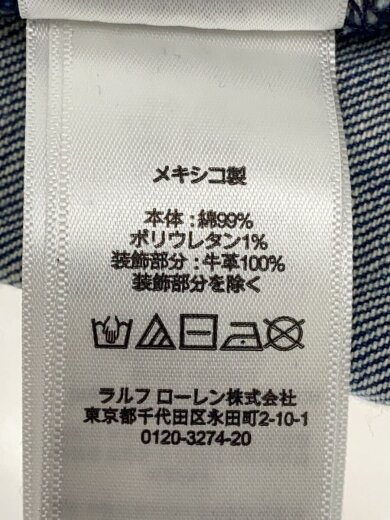 メキシコ製
本体：綿99%
ポリウレタン1%
装飾部分：牛革100%
装飾部分を除く
ラルフ ローレン株式会社
東京都千代田区永田町2-10-1
0120-3274-20